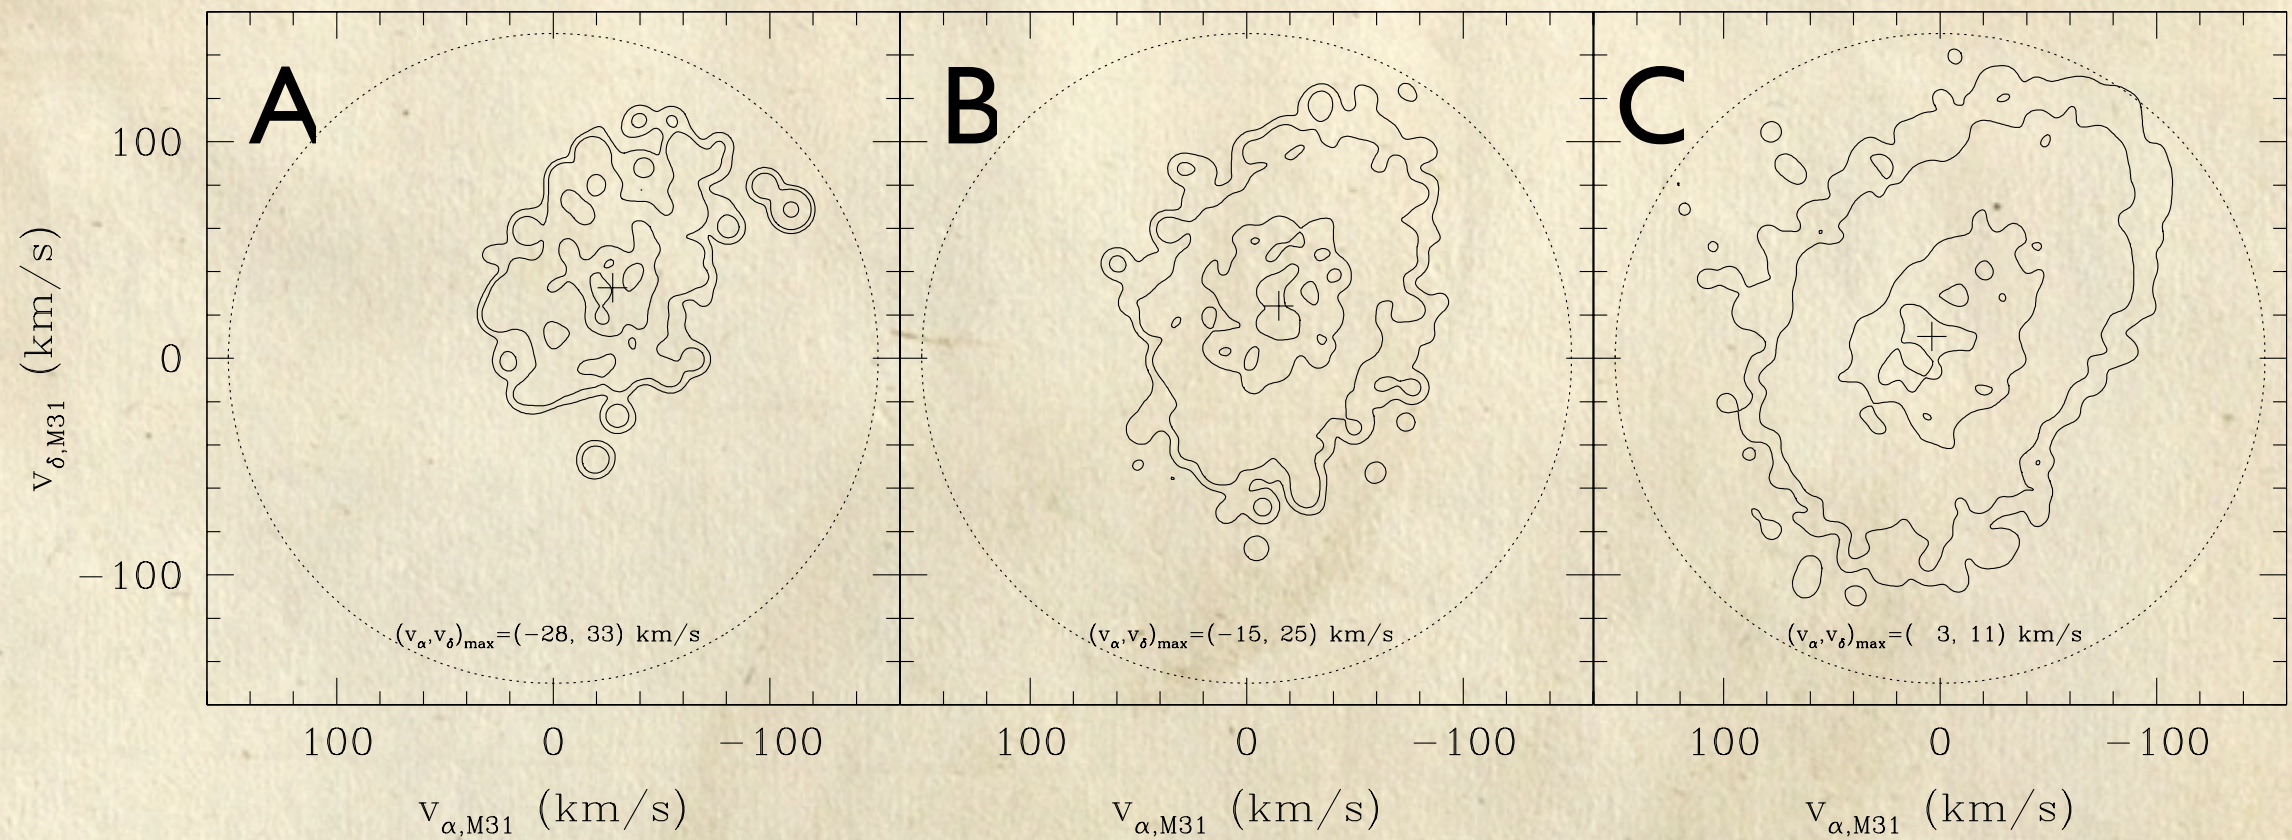 A B C
100
0
−100
v_δ,M31 (km/s)
(v_α,v_δ)_max=(−28, 33) km/s
(v_α,v_δ)_max=(−15, 25) km/s
(v_α,v_δ)_max=( 3, 11) km/s
100 0 −100
100 0 −100
100 0 −100
v_α,M31 (km/s)
v_α,M31 (km/s)
v_α,M31 (km/s)